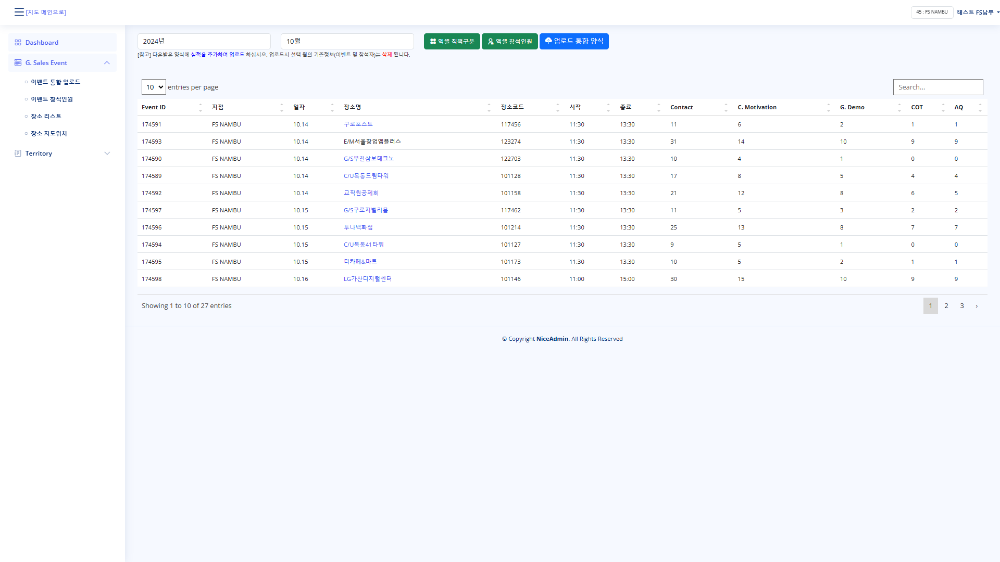 [지도 메인으로]
45 : FS NAMBU
테스트 FS남부
Dashboard
G. Sales Event
이벤트 통합 업로드
이벤트 참석인원
장소 리스트
장소 지도위치
Territory
2024년
10월
엑셀 직책구분
엑셀 참석인원
업로드 통합 양식
[참고] 다운받은 양식에 실적을 추가하여 업로드 하십시오. 업로드시 선택 월의 기존정보(이벤트 및 참석자)는 삭제 됩니다.
10 entries per page
Search...
Event ID 지점 일자 장소명 장소코드 시작 종료 Contact C. Motivation G. Demo COT AQ
174591 FS NAMBU 10.14 구로포스트 117456 11:30 13:30 11 6 2 1 1
174593 FS NAMBU 10.14 E/M서울창업엠플러스 123274 11:30 13:30 31 14 10 9 9
174590 FS NAMBU 10.14 G/S부천삼보테크노 122703 11:30 13:30 10 4 1 0 0
174589 FS NAMBU 10.14 C/U목동드림타워 101128 11:30 13:30 17 8 5 4 4
174592 FS NAMBU 10.14 교직원공제회 101158 11:30 13:30 21 12 8 6 5
174597 FS NAMBU 10.15 G/S구로지밸리몰 117462 11:30 13:30 11 5 3 2 2
174596 FS NAMBU 10.15 투나백화점 101214 11:30 13:30 25 13 8 7 7
174594 FS NAMBU 10.15 C/U목동41타워 101127 11:30 13:30 9 5 1 0 0
174595 FS NAMBU 10.15 더카페&마트 101173 11:30 13:30 10 5 2 1 1
174598 FS NAMBU 10.16 LG가산디지털센터 101146 11:00 15:00 30 15 10 9 9
Showing 1 to 10 of 27 entries
1 2 3 ›
© Copyright NiceAdmin. All Rights Reserved